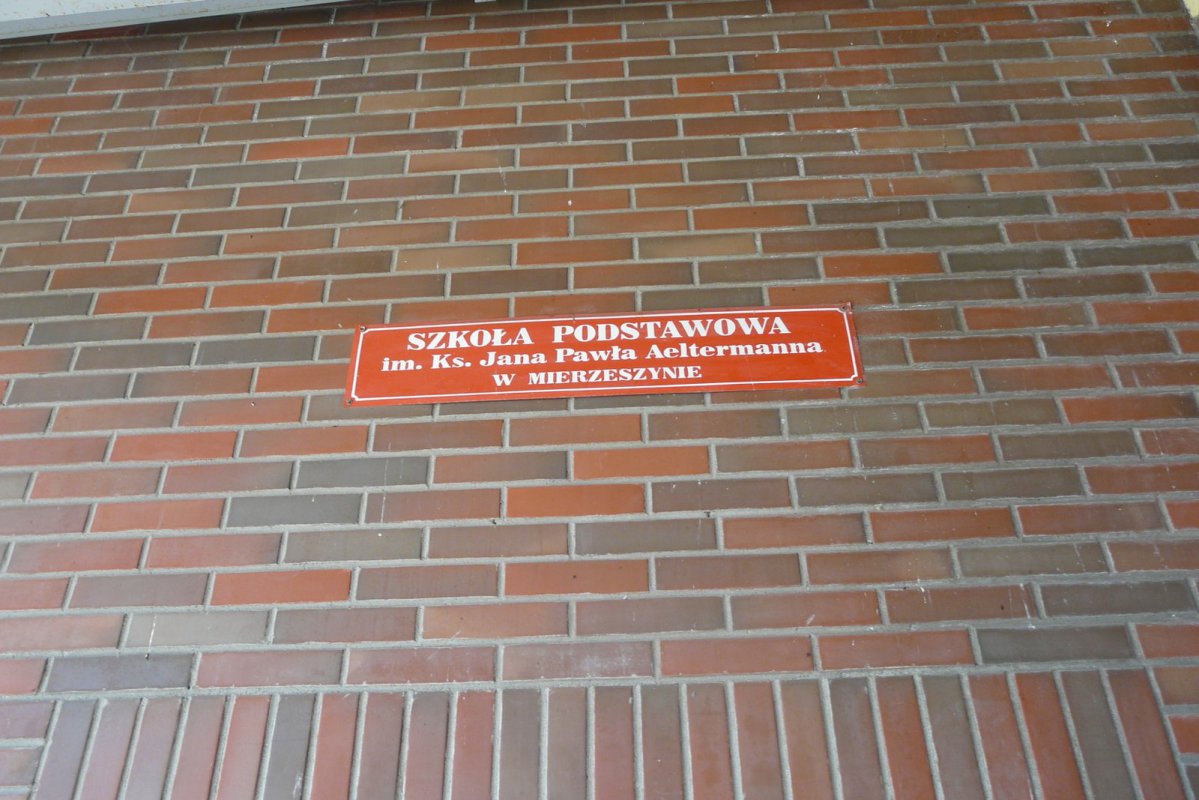 SZKOŁA PODSTAWOWA
im. Ks. Jana Pawła Aeltermanna
W MIERZESZYNIE